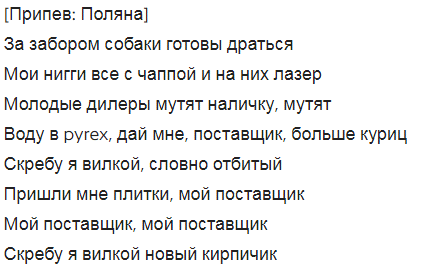 [Припев: Поляна]
За забором собаки готовы драться
Мои нигги все с чаппой и на них лазер
Молодые дилеры мутят наличку, мутят
Воду в pyrex, дай мне, поставщик, больше куриц
Скребу я вилкой, словно отбитый
Пришли мне плитки, мой поставщик
Мой поставщик, мой поставщик
Скребу я вилкой новый кирпичик